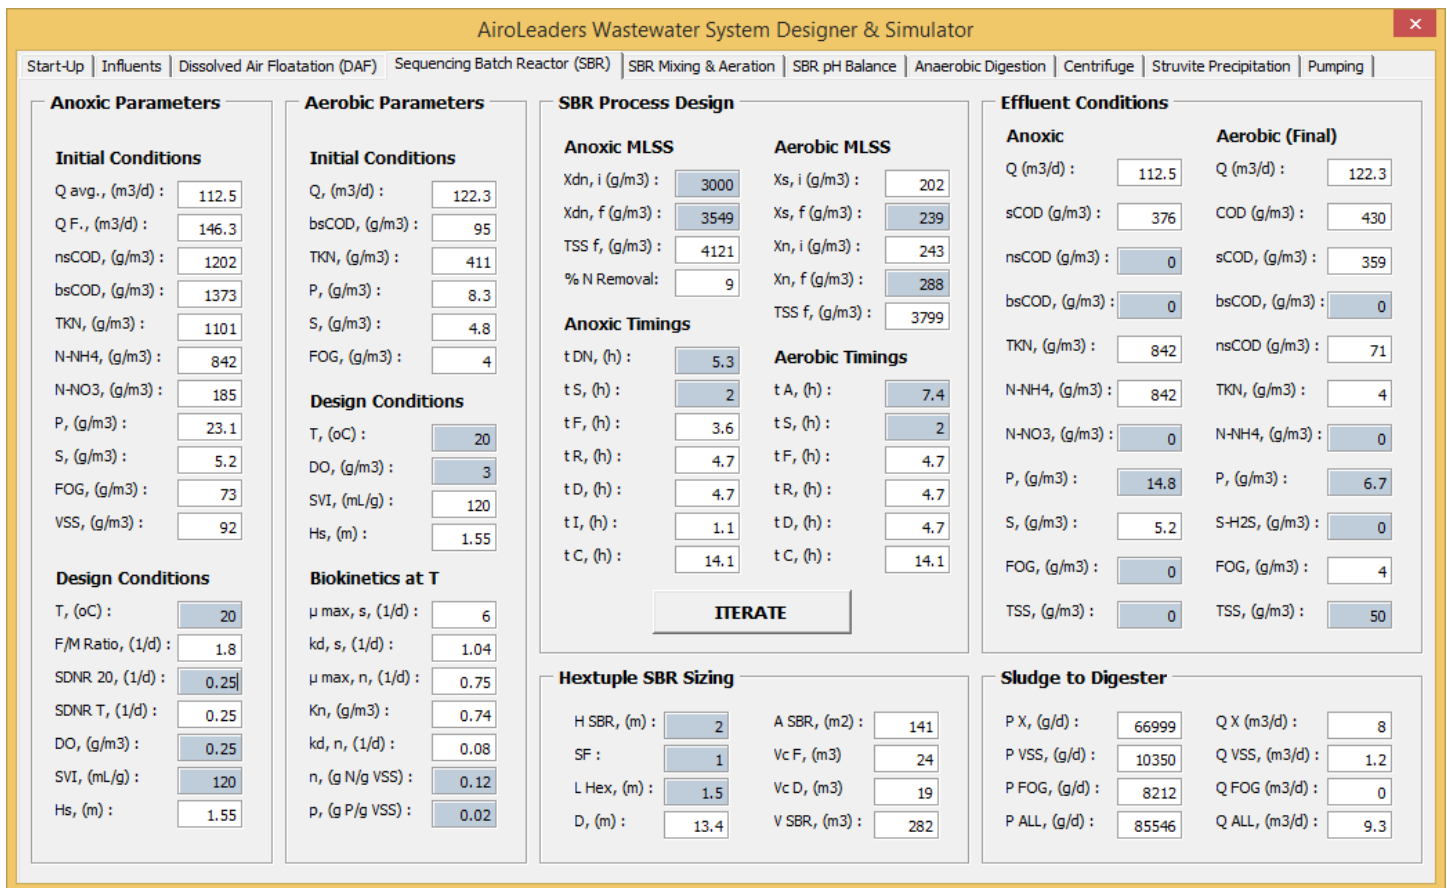 AiroLeaders Wastewater System Designer & Simulator
Start-Up Influents Dissolved Air Floatation (DAF) Sequencing Batch Reactor (SBR) SBR Mixing & Aeration SBR pH Balance Anaerobic Digestion Centrifuge Struvite Precipitation Pumping
Anoxic Parameters
Initial Conditions
Q avg., (m3/d) : 112.5
Q F., (m3/d) : 146.3
nsCOD, (g/m3) : 1202
bsCOD, (g/m3) : 1373
TKN, (g/m3) : 1101
N-NH4, (g/m3) : 842
N-NO3, (g/m3) : 185
P, (g/m3) : 23.1
S, (g/m3) : 5.2
FOG, (g/m3) : 73
VSS, (g/m3) : 92
Design Conditions
T, (oC) : 20
F/M Ratio, (1/d) : 1.8
SDNR 20, (1/d) : 0.25
SDNR T, (1/d) : 0.25
DO, (g/m3) : 0.25
SVI, (mL/g) : 120
Hs, (m) : 1.55
Aerobic Parameters
Initial Conditions
Q, (m3/d) : 122.3
bsCOD, (g/m3) : 95
TKN, (g/m3) : 411
P, (g/m3) : 8.3
S, (g/m3) : 4.8
FOG, (g/m3) : 4
Design Conditions
T, (oC) : 20
DO, (g/m3) : 3
SVI, (mL/g) : 120
Hs, (m) : 1.55
Biokinetics at T
µ max, s, (1/d) : 6
kd, s, (1/d) : 1.04
µ max, n, (1/d) : 0.75
Kn, (g/m3) : 0.74
kd, n, (1/d) : 0.08
n, (g N/g VSS) : 0.12
p, (g P/g VSS) : 0.02
SBR Process Design
Anoxic MLSS
Xdn, i (g/m3) : 3000
Xdn, f (g/m3) : 3549
TSS f, (g/m3) : 4121
% N Removal: 9
Anoxic Timings
t DN, (h) : 5.3
t S, (h) : 2
t F, (h) : 3.6
t R, (h) : 4.7
t D, (h) : 4.7
t I, (h) : 1.1
t C, (h) : 14.1
Aerobic MLSS
Xs, i (g/m3) : 202
Xs, f (g/m3) : 239
Xn, i (g/m3) : 243
Xn, f (g/m3) : 288
TSS f, (g/m3) : 3799
Aerobic Timings
t A, (h) : 7.4
t S, (h) : 2
t F, (h) : 4.7
t R, (h) : 4.7
t D, (h) : 4.7
t C, (h) : 14.1
ITERATE
Hextuple SBR Sizing
H SBR, (m) : 2
SF : 1
L Hex, (m) : 1.5
D, (m) : 13.4
A SBR, (m2) : 141
Vc F, (m3) 24
Vc D, (m3) 19
V SBR, (m3) : 282
Effluent Conditions
Anoxic
Q (m3/d) : 112.5
sCOD (g/m3) : 376
nsCOD (g/m3) : 0
bsCOD, (g/m3) : 0
TKN, (g/m3) : 842
N-NH4, (g/m3) : 842
N-NO3, (g/m3) : 0
P, (g/m3) : 14.8
S, (g/m3) : 5.2
FOG, (g/m3) : 0
TSS, (g/m3) : 0
Aerobic (Final)
Q (m3/d) : 122.3
COD (g/m3) : 430
sCOD, (g/m3) : 359
bsCOD, (g/m3) : 0
nsCOD (g/m3) : 71
TKN, (g/m3) : 4
N-NH4, (g/m3) : 0
P, (g/m3) : 6.7
S-H2S, (g/m3) : 0
FOG, (g/m3) : 4
TSS, (g/m3) : 50
Sludge to Digester
P X, (g/d) : 66999
P VSS, (g/d) : 10350
P FOG, (g/d) : 8212
P ALL, (g/d) : 85546
Q X (m3/d) : 8
Q VSS, (m3/d) : 1.2
Q FOG (m3/d) : 0
Q ALL, (m3/d) : 9.3